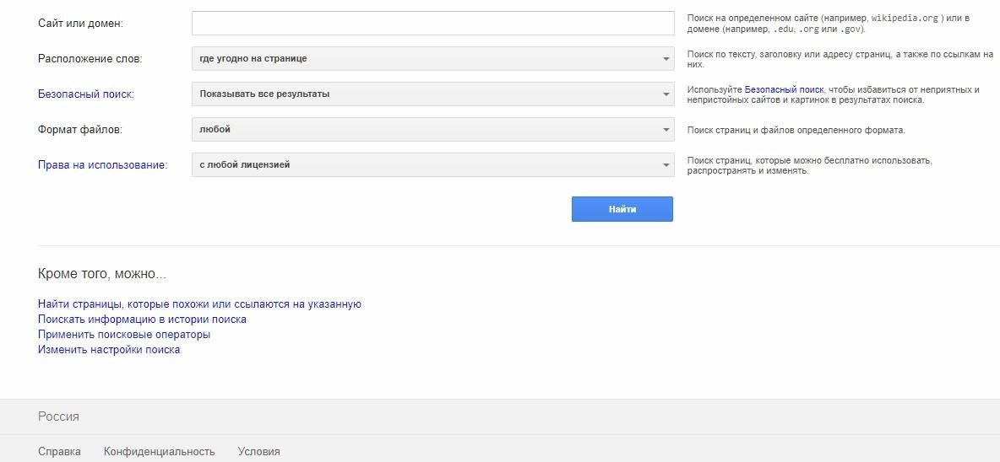 Сайт или домен:
Поиск на определенном сайте (например, wikipedia.org ) или в
домене (например, .edu, .org или .gov).
Расположение слов:
где угодно на странице
Поиск по тексту, заголовку или адресу страниц, а также по ссылкам на
них.
Безопасный поиск:
Показывать все результаты
Используйте Безопасный поиск, чтобы избавиться от неприятных и
непристойных сайтов и картинок в результатах поиска.
Формат файлов:
любой
Поиск страниц и файлов определенного формата.
Права на использование:
с любой лицензией
Поиск страниц, которые можно бесплатно использовать,
распространять и изменять.
Найти
Кроме того, можно...
Найти страницы, которые похожи или ссылаются на указанную
Поискать информацию в истории поиска
Применить поисковые операторы
Изменить настройки поиска
Россия
Справка Конфиденциальность Условия